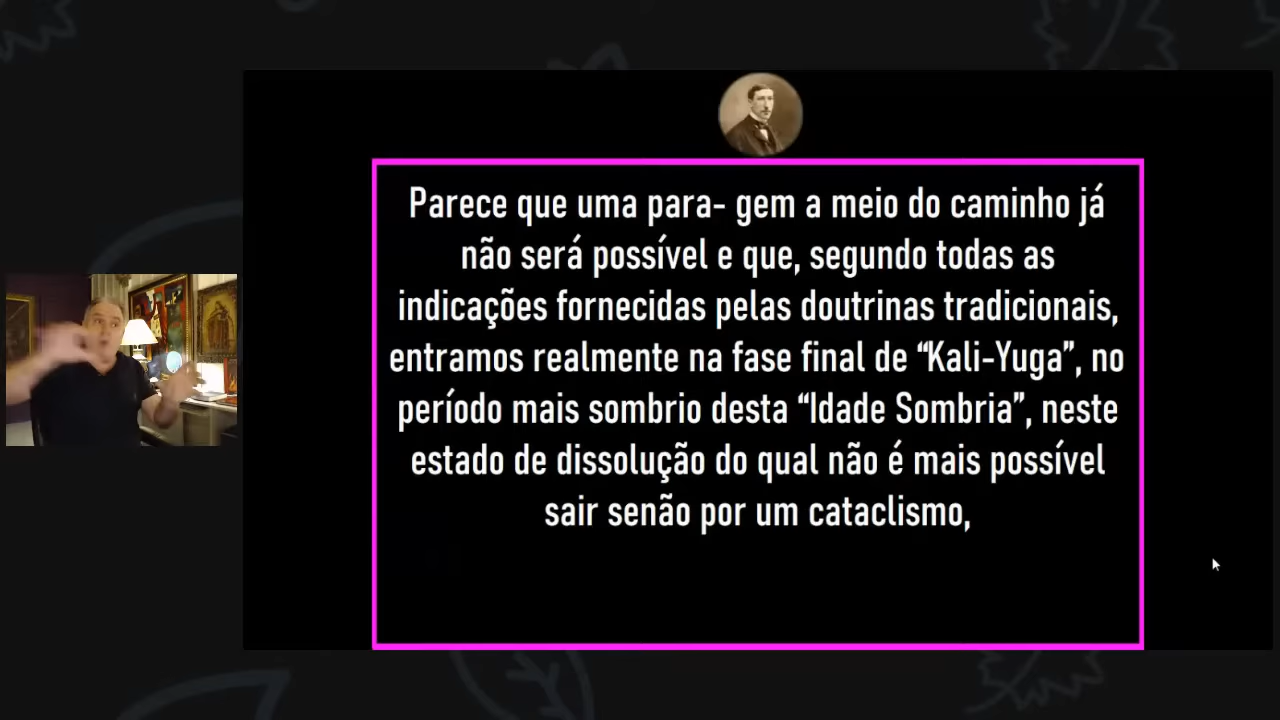 Parece que uma para- gem a meio do caminho já
não será possível e que, segundo todas as
indicações fornecidas pelas doutrinas tradicionais,
entramos realmente na fase final de “Kali-Yuga”, no
período mais sombrio desta “Idade Sombria”, neste
estado de dissolução do qual não é mais possível
sair senão por um cataclismo,